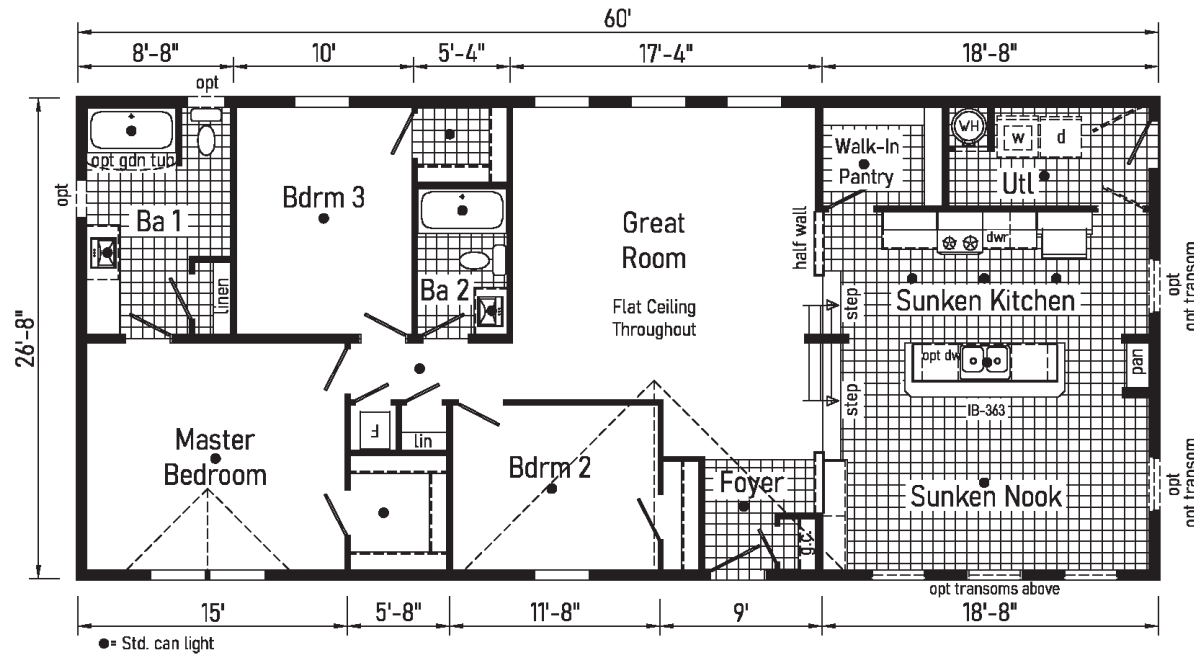 60'
8'-8"
10'
5'-4"
17'-4"
18'-8"
opt
opt gdn tub
opt
Ba 1
linen
Bdrm 3
Ba 2
Great
Room
Flat Ceiling
Throughout
half wall
Walk-In
Pantry
WH
w
d
Utl
dwr
step
Sunken Kitchen
opt
opt transom
26'-8"
opt dw
pan
IB-363
step
F
lin
Master
Bedroom
Bdrm 2
Foyer
g.c.
Sunken Nook
opt
opt transom
opt transoms above
15'
5'-8"
11'-8"
9'
18'-8"
= Std. can light